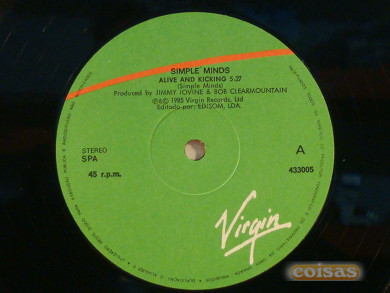 SIMPLE MINDS
ALIVE AND KICKING 5:27
(Simple Minds)
Produced by JIMMY IOVINE & BOB CLEARMOUNTAIN
℗© 1985 Virgin Records, Ltd
Editado por: EDISOM, LDA.
STEREO
SPA
A
45 r.p.m.
433005
Virgin
coisas